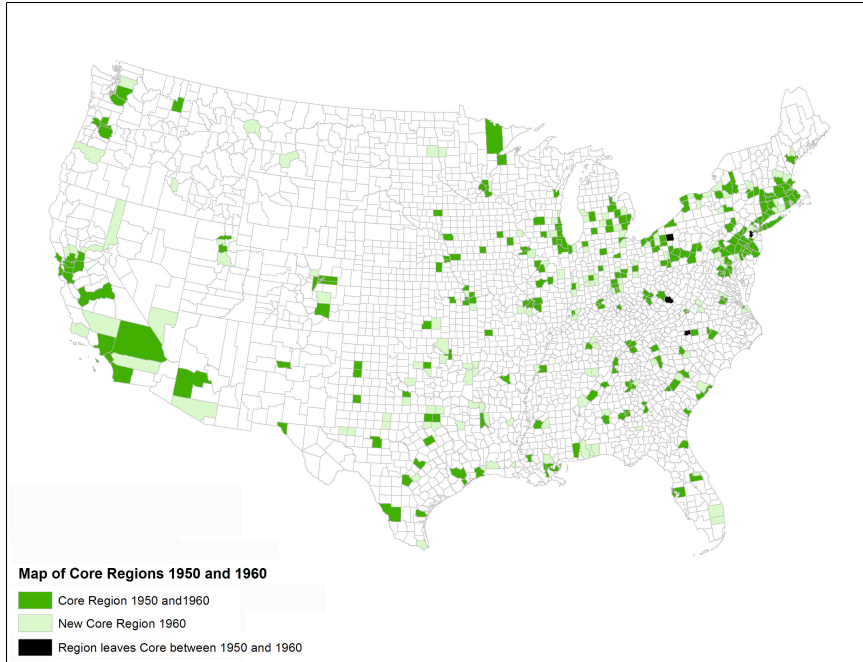 Map of Core Regions 1950 and 1960
Core Region 1950 and1960
New Core Region 1960
Region leaves Core between 1950 and 1960